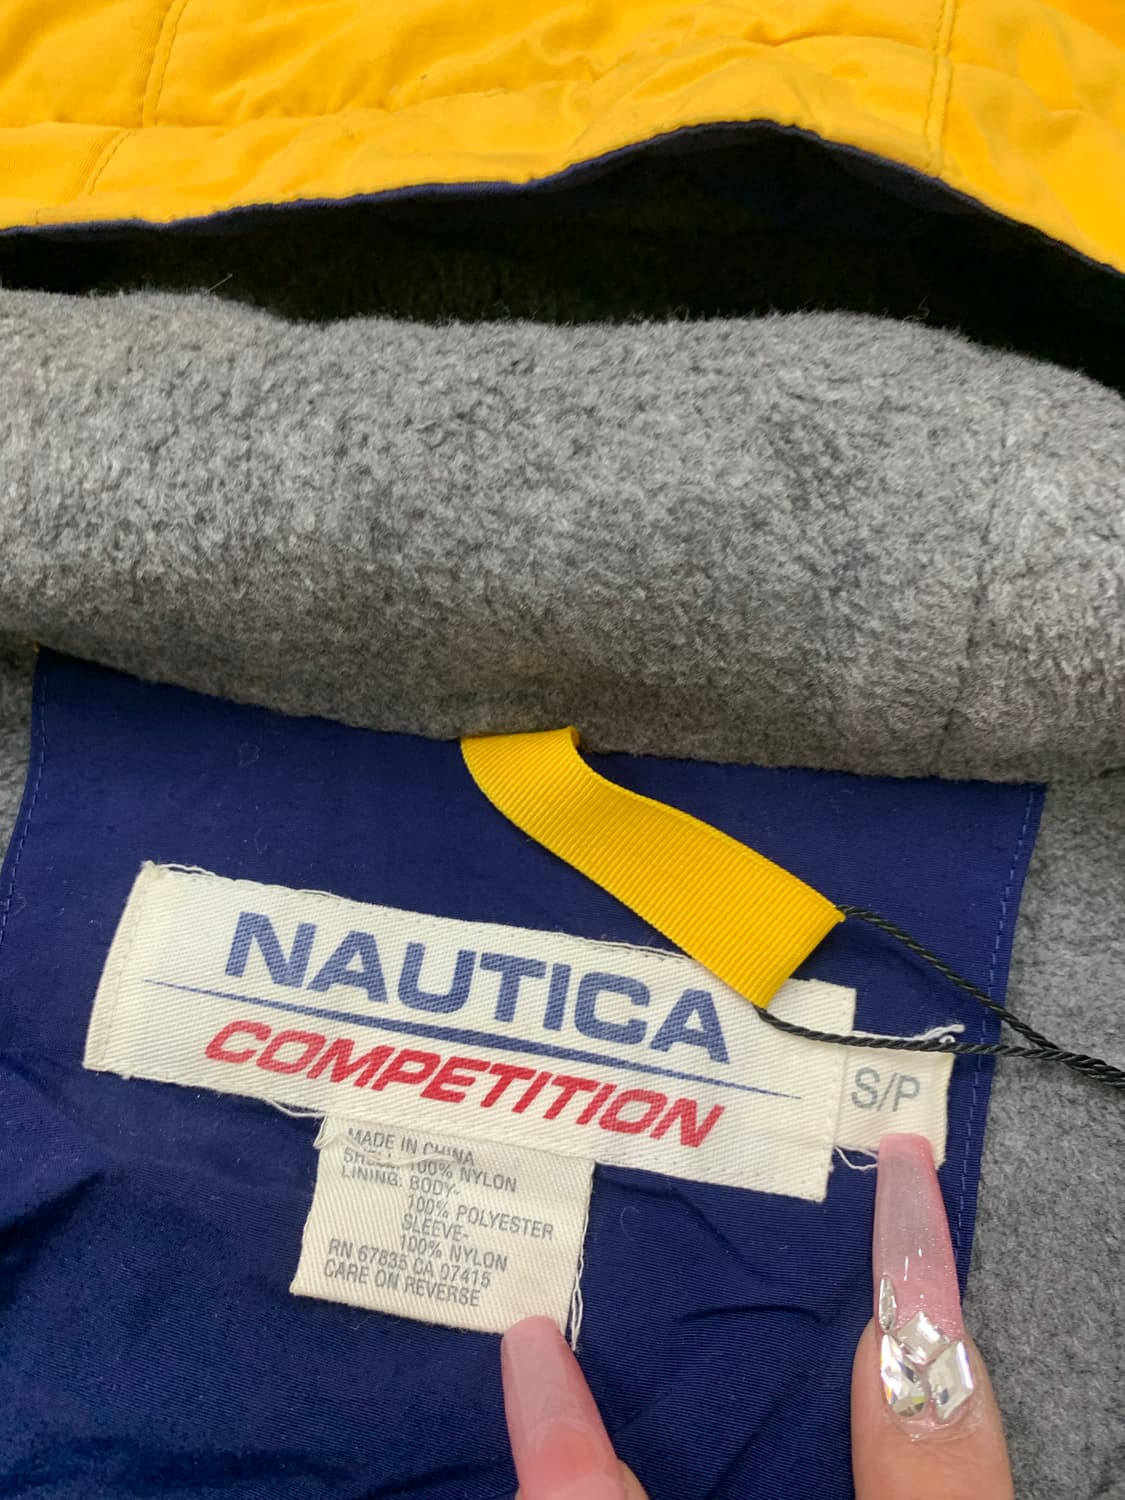 NAUTICA
COMPETITION
S/P
MADE IN CHINA
SHELL 100% NYLON
LINING: BODY-
100% POLYESTER
SLEEVE-
100% NYLON
RN 67835 CA 07415
CARE ON REVERSE